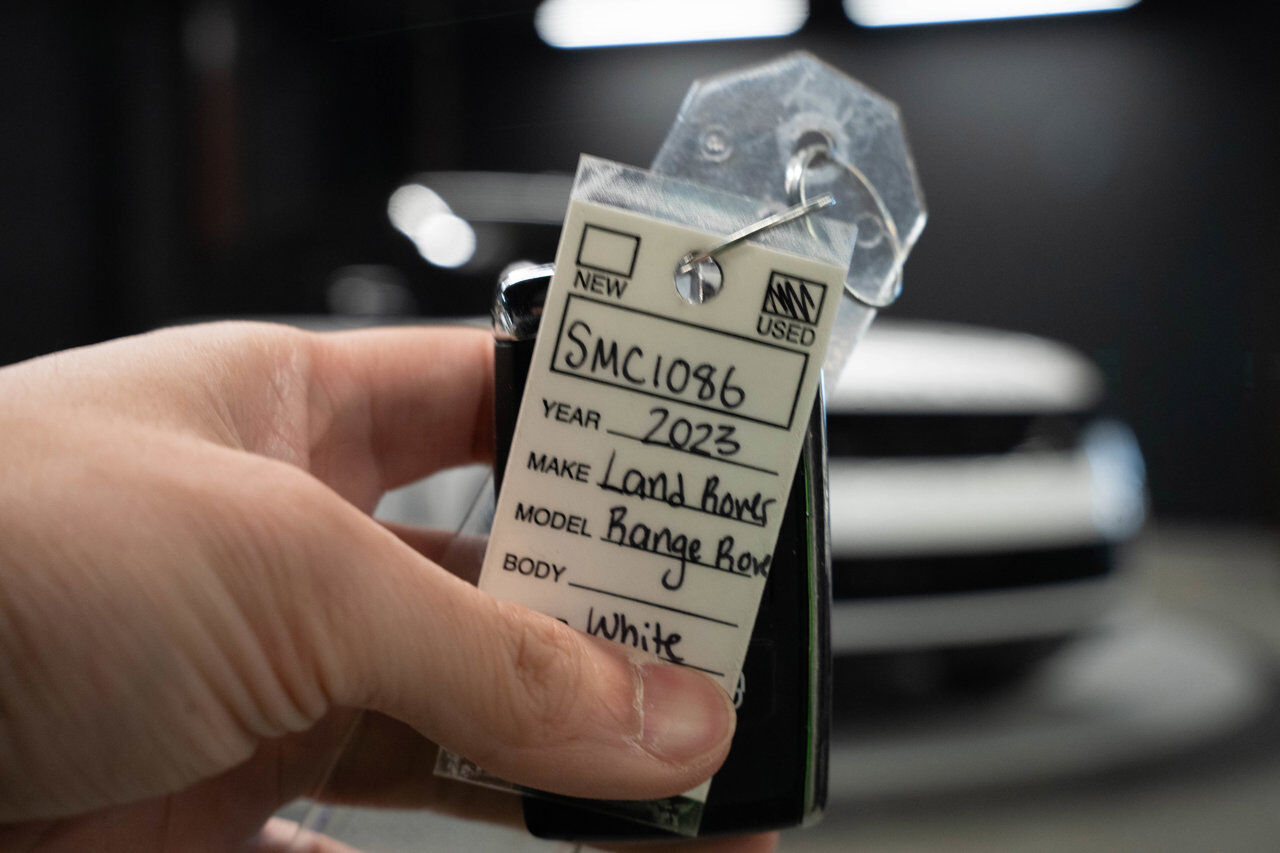 NEW
USED
SMC1086
YEAR 2023
MAKE Land Rover
MODEL Range Rove
BODY
White